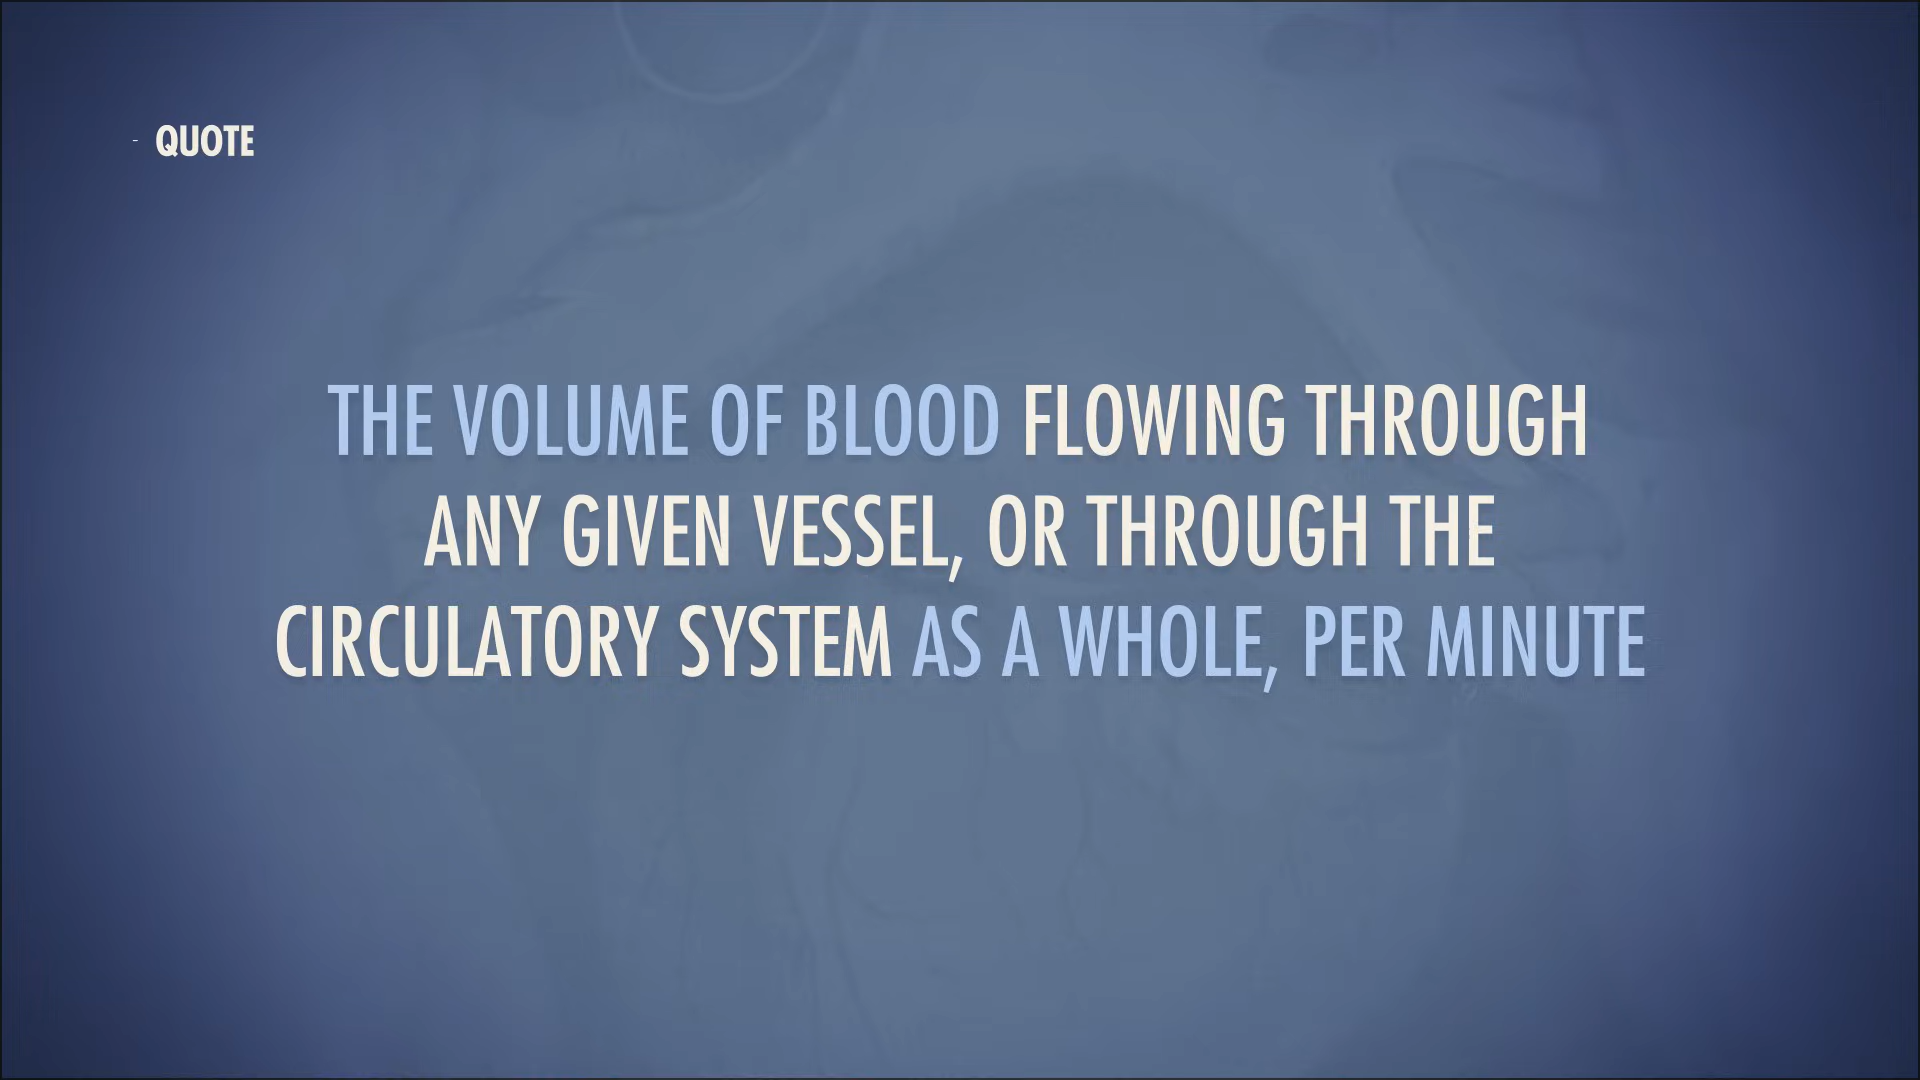 - QUOTE
THE VOLUME OF BLOOD FLOWING THROUGH
ANY GIVEN VESSEL, OR THROUGH THE
CIRCULATORY SYSTEM AS A WHOLE, PER MINUTE